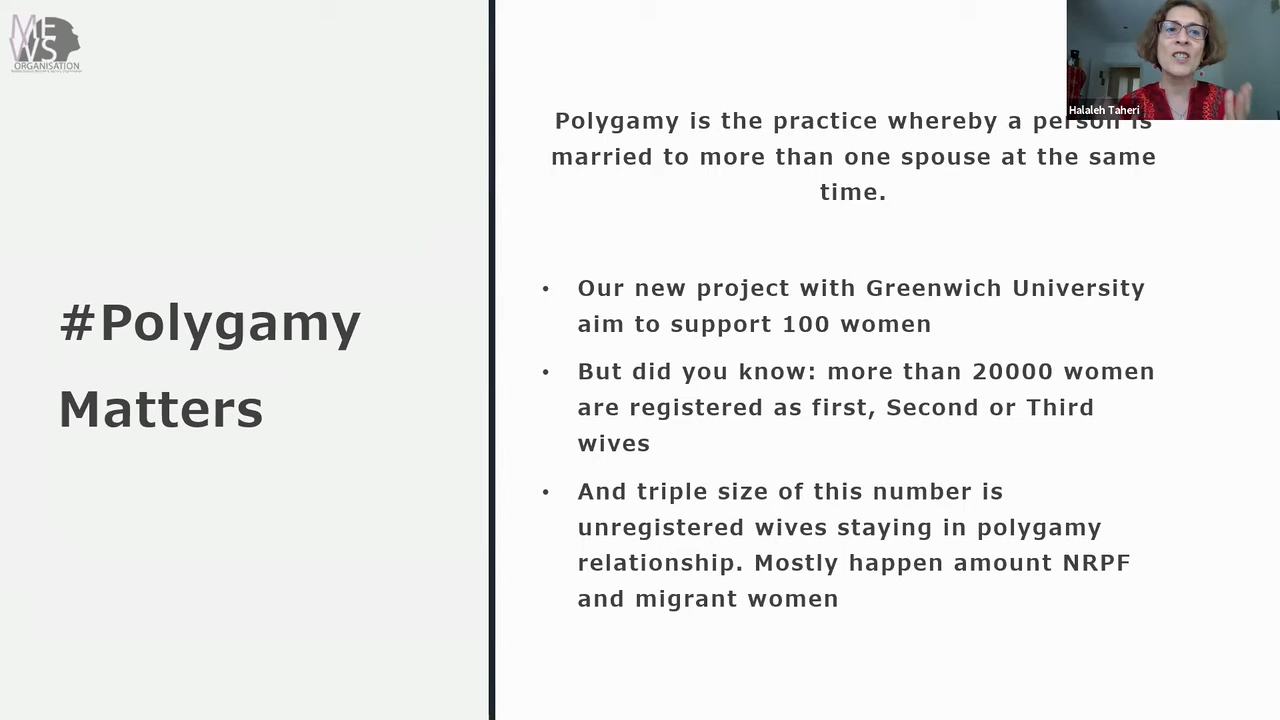 MEWS
ORGANISATION
Halaleh Taheri
#Polygamy
Matters
Polygamy is the practice whereby a person is
married to more than one spouse at the same
time.
• Our new project with Greenwich University
aim to support 100 women
• But did you know: more than 20000 women
are registered as first, Second or Third
wives
• And triple size of this number is
unregistered wives staying in polygamy
relationship. Mostly happen amount NRPF
and migrant women